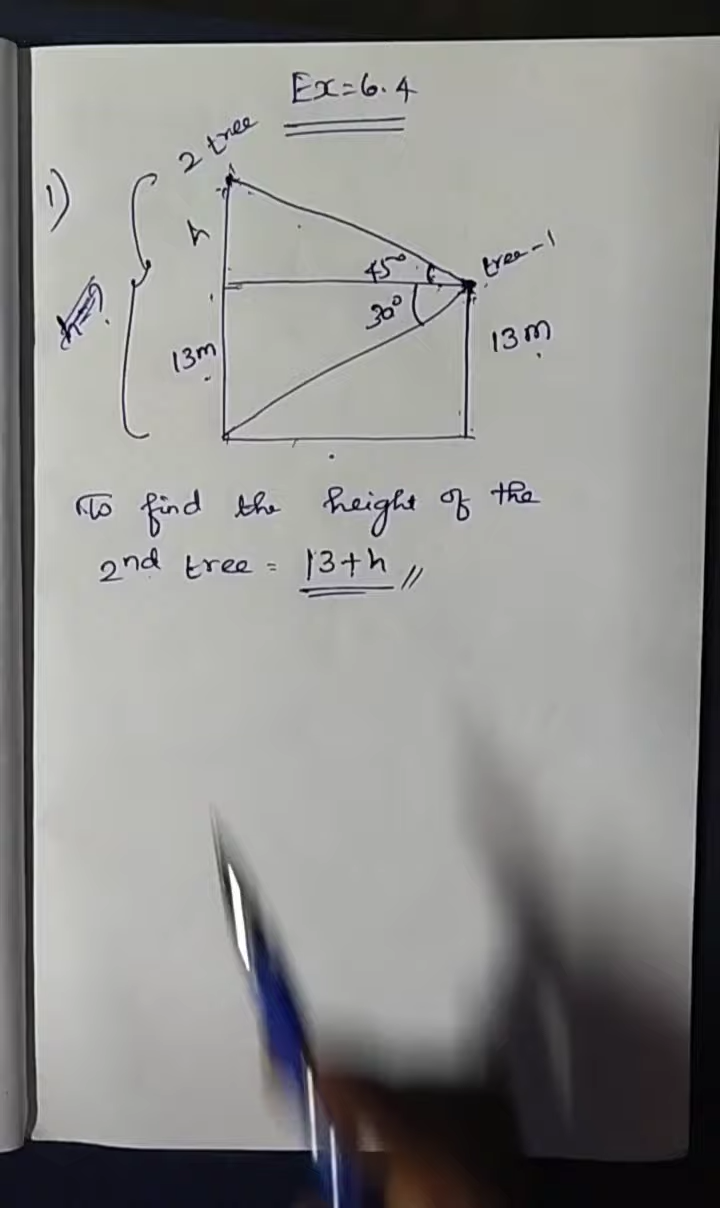 Ex=6.4
2 tree
1)
h
45°
tree-1
30°
13m
13m
To find the height of the
2nd tree = 13+h //